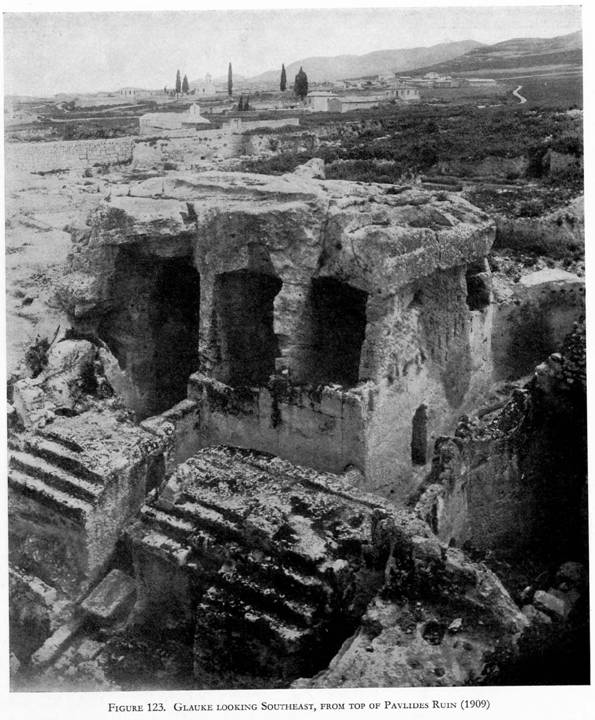 Figure 123. Glauke looking Southeast, from top of Pavlides Ruin (1909)